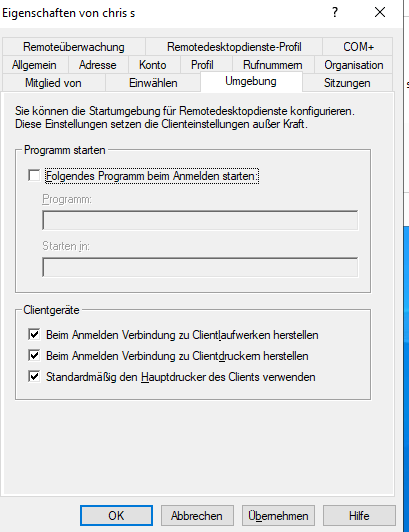 Eigenschaften von chris s
?
Remoteüberwachung Remotedesktopdienste-Profil COM+
Allgemein Adresse Konto Profil Rufnummern Organisation
Mitglied von Einwählen Umgebung Sitzungen
Sie können die Startumgebung für Remotedesktopdienste konfigurieren.
Diese Einstellungen setzen die Clienteinstellungen außer Kraft.
Programm starten
Folgendes Programm beim Anmelden starten:
Programm:
Starten in:
Clientgeräte
Beim Anmelden Verbindung zu Clientlaufwerken herstellen
Beim Anmelden Verbindung zu Clientdruckern herstellen
Standardmäßig den Hauptdrucker des Clients verwenden
OK Abbrechen Übernehmen Hilfe